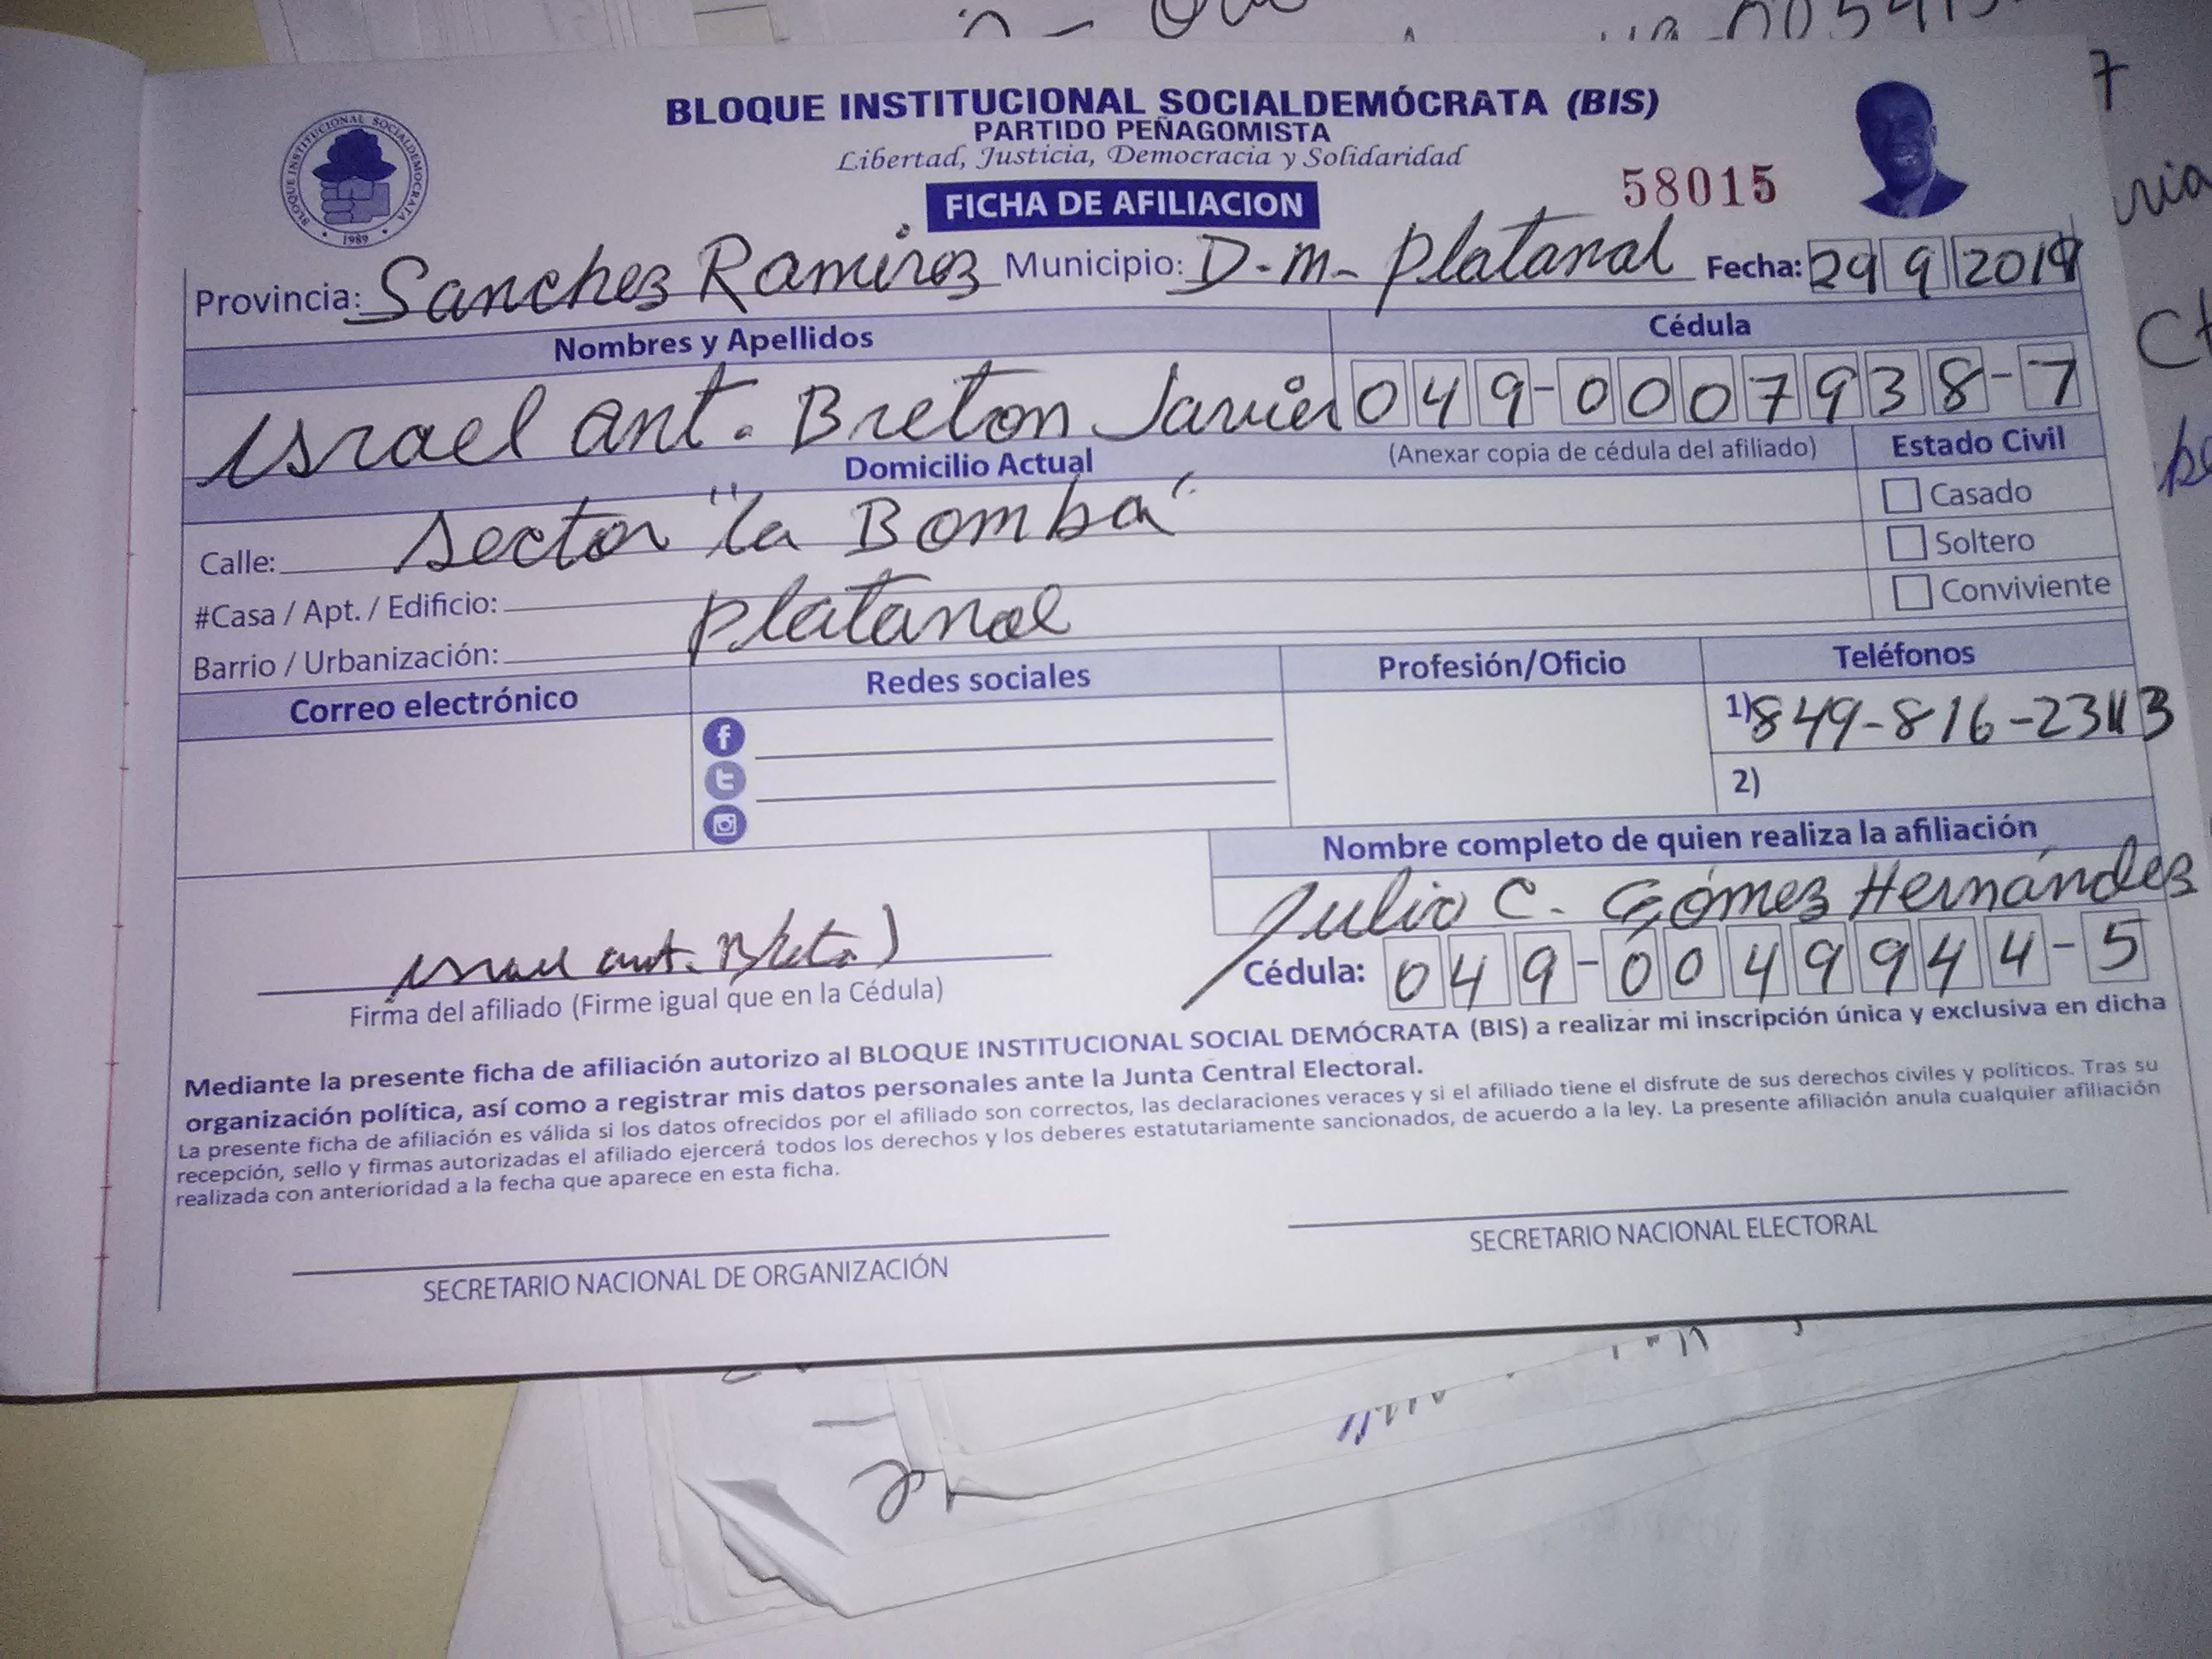 BLOQUE INSTITUCIONAL SOCIALDEMÓCRATA (BIS)
PARTIDO PEÑAGOMISTA
Libertad, Justicia, Democracia y Solidaridad
BLOQUE INSTITUCIONAL SOCIALDEMOCRATA
1989
FICHA DE AFILIACION
58015
Provincia: Sanchez Ramirez Municipio: D.M. Platanal Fecha: 29 9 2019
Nombres y Apellidos Cédula
Israel ant. Breton Javier 049-0007938-7
Domicilio Actual (Anexar copia de cédula del afiliado) Estado Civil
Calle: Sector "La Bomba" Casado
Soltero
#Casa / Apt. / Edificio: Conviviente
Barrio / Urbanización: Platanal
Correo electrónico Redes sociales Profesión/Oficio Teléfonos
1) 849-816-23
2)
Nombre completo de quien realiza la afiliación
Julio C. Gómez Hernández
Israel ant. Cédula: 049-0049944-5
Firma del afiliado (Firme igual que en la Cédula)
Mediante la presente ficha de afiliación autorizo al BLOQUE INSTITUCIONAL SOCIAL DEMÓCRATA (BIS) a realizar mi inscripción única y exclusiva en dicha
organización política, así como a registrar mis datos personales ante la Junta Central Electoral.
La presente ficha de afiliación es válida si los datos ofrecidos por el afiliado son correctos, las declaraciones veraces y si el afiliado tiene el disfrute de sus derechos civiles y políticos. Tras su
recepción, sello y firmas autorizadas el afiliado ejercerá todos los derechos y los deberes estatutariamente sancionados, de acuerdo a la ley. La presente afiliación anula cualquier afiliación
realizada con anterioridad a la fecha que aparece en esta ficha.
SECRETARIO NACIONAL DE ORGANIZACIÓN SECRETARIO NACIONAL ELECTORAL